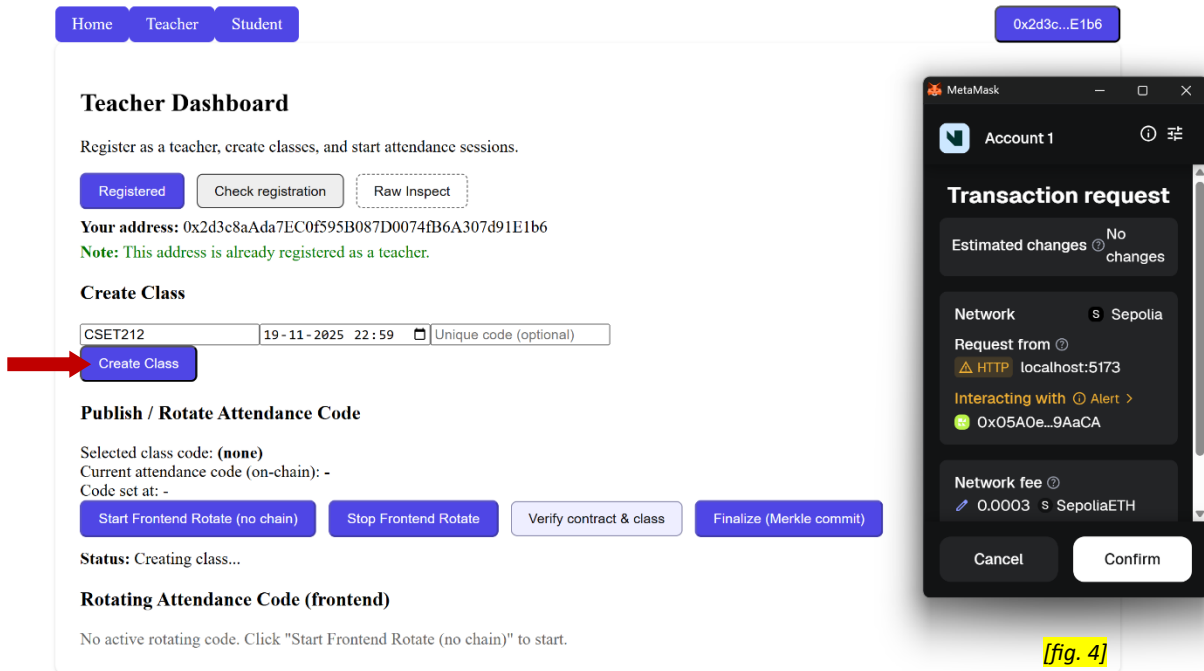 Home Teacher Student
0x2d3c...E1b6
Teacher Dashboard
Register as a teacher, create classes, and start attendance sessions.
Registered Check registration Raw Inspect
Your address: 0x2d3c8aAda7EC0f595B087D0074fB6A307d91E1b6
Note: This address is already registered as a teacher.
Create Class
CSET212 19-11-2025 22:59 Unique code (optional)
Create Class
Publish / Rotate Attendance Code
Selected class code: (none)
Current attendance code (on-chain): -
Code set at: -
Start Frontend Rotate (no chain) Stop Frontend Rotate Verify contract & class Finalize (Merkle commit)
Status: Creating class...
Rotating Attendance Code (frontend)
No active rotating code. Click "Start Frontend Rotate (no chain)" to start.
MetaMask
Account 1
Transaction request
Estimated changes No
changes
Network S Sepolia
Request from
HTTP localhost:5173
Interacting with Alert >
0x05A0e...9AaCA
Network fee
0.0003 S SepoliaETH
Cancel Confirm
[fig. 4]